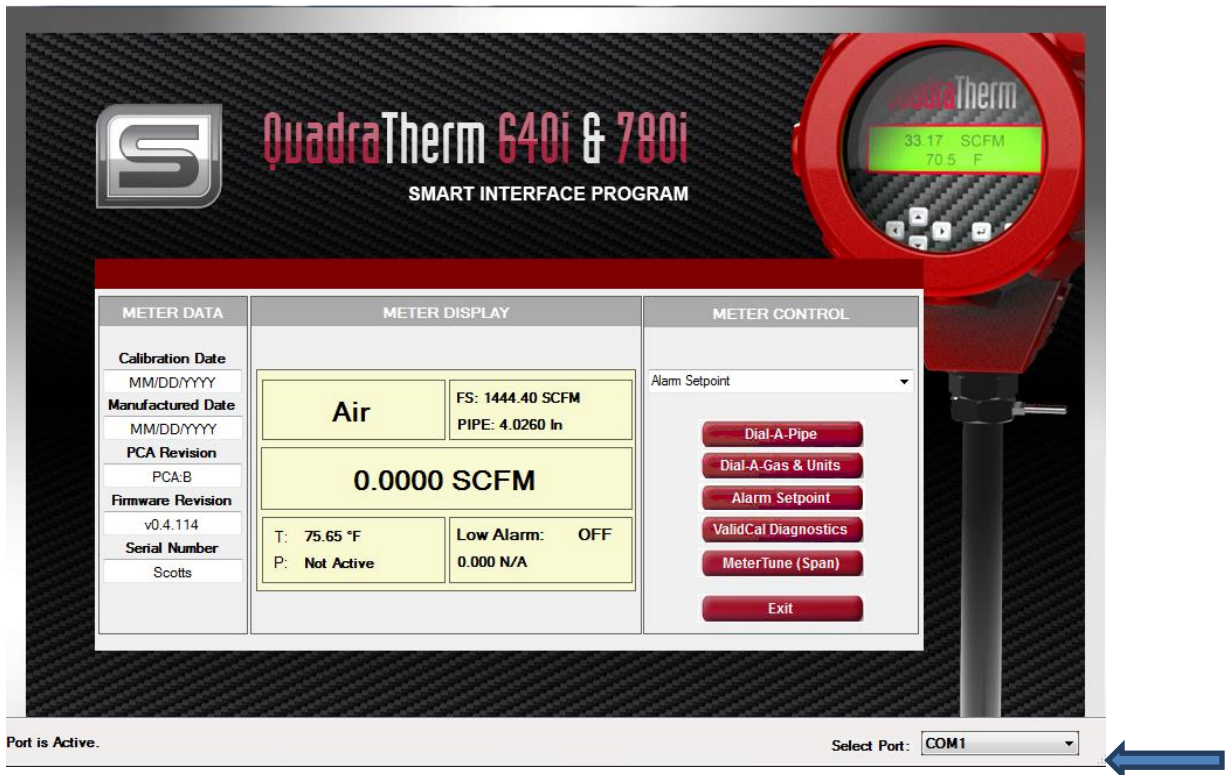 QuadraTherm
33.17 SCFM
70.5 F
S
QuadraTherm 640i & 780i
SMART INTERFACE PROGRAM
METER DATA
Calibration Date
MM/DD/YYYY
Manufactured Date
MM/DD/YYYY
PCA Revision
PCA:B
Firmware Revision
v0.4.114
Serial Number
Scotts
METER DISPLAY
Air
FS: 1444.40 SCFM
PIPE: 4.0260 In
0.0000 SCFM
T: 75.65 °F
P: Not Active
Low Alarm: OFF
0.000 N/A
METER CONTROL
Alarm Setpoint
Dial-A-Pipe
Dial-A-Gas & Units
Alarm Setpoint
ValidCal Diagnostics
MeterTune (Span)
Exit
Port is Active.
Select Port: COM1